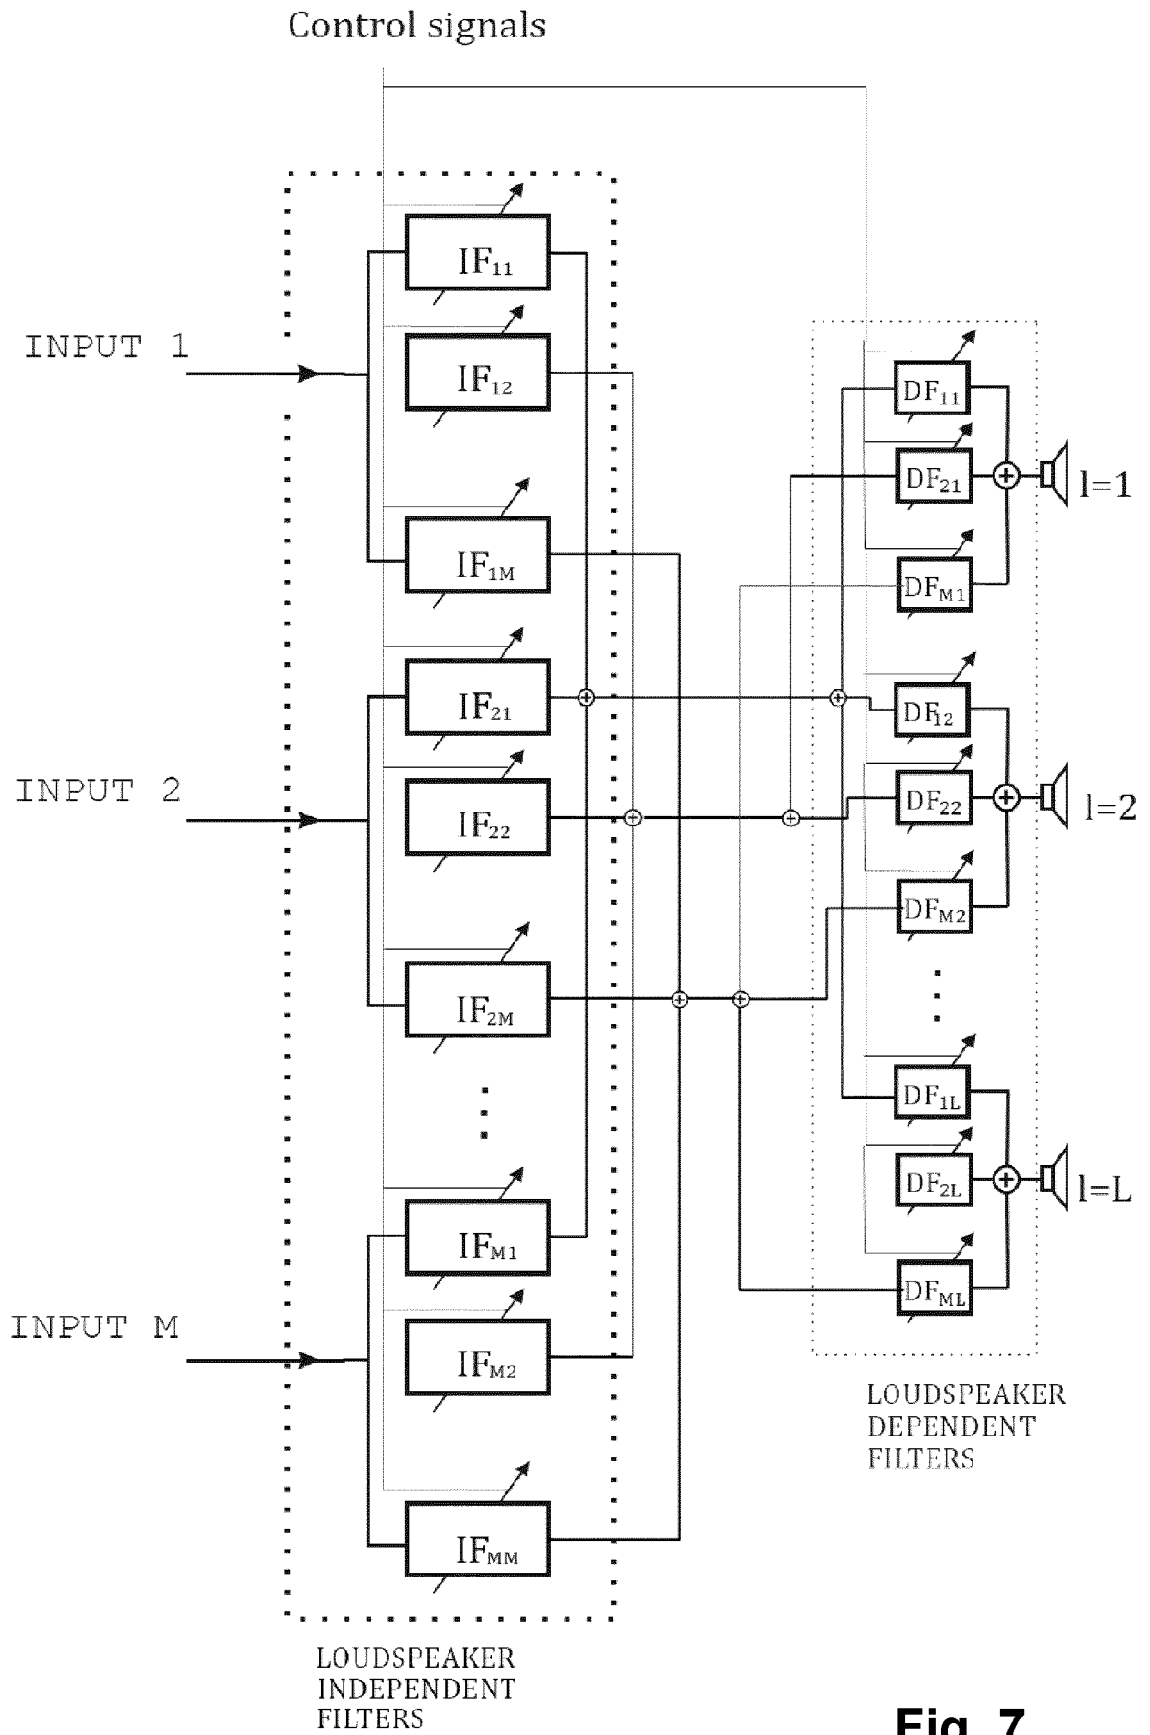 Control signals
INPUT 1
IF11
IF12
IF1M
INPUT 2
IF21
IF22
IF2M
INPUT M
IFM1
IFM2
IFMM
LOUDSPEAKER
INDEPENDENT
FILTERS
DF11
DF21
DFM1
l=1
DF12
DF22
DFM2
l=2
DF1L
DF2L
DFML
l=L
LOUDSPEAKER
DEPENDENT
FILTERS
Fig. 7